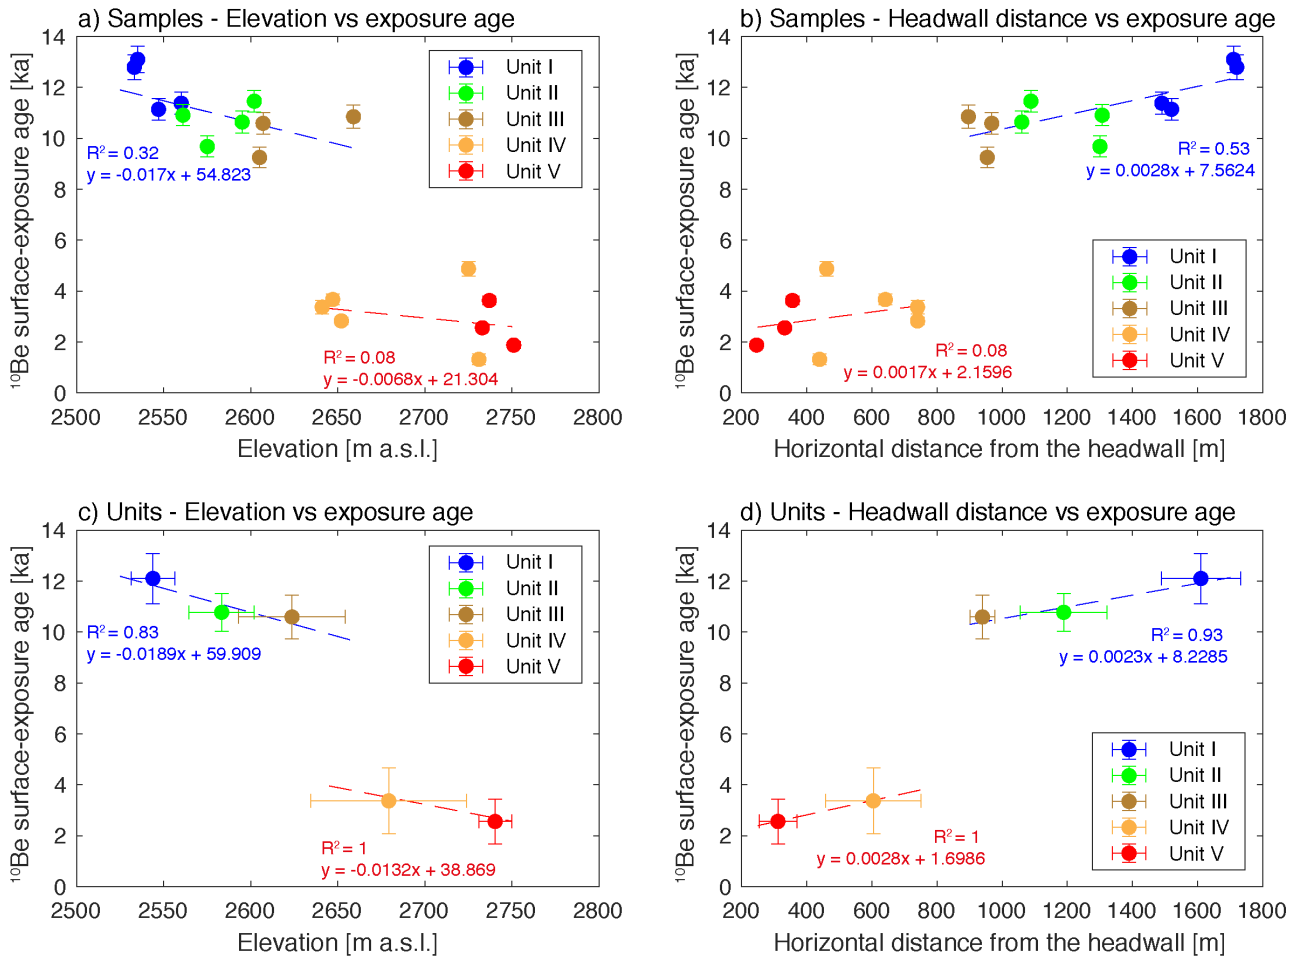 a) Samples - Elevation vs exposure age
14
12
10
8
6
4
2
0
¹⁰Be surface-exposure age [ka]
Unit I
Unit II
Unit III
Unit IV
Unit V
R² = 0.32
y = -0.017x + 54.823
R² = 0.08
y = -0.0068x + 21.304
2500 2550 2600 2650 2700 2750 2800
Elevation [m a.s.l.]
b) Samples - Headwall distance vs exposure age
14
12
10
8
6
4
2
0
¹⁰Be surface-exposure age [ka]
R² = 0.53
y = 0.0028x + 7.5624
Unit I
Unit II
Unit III
Unit IV
Unit V
R² = 0.08
y = 0.0017x + 2.1596
200 400 600 800 1000 1200 1400 1600 1800
Horizontal distance from the headwall [m]
c) Units - Elevation vs exposure age
14
12
10
8
6
4
2
0
¹⁰Be surface-exposure age [ka]
Unit I
Unit II
Unit III
Unit IV
Unit V
R² = 0.83
y = -0.0189x + 59.909
R² = 1
y = -0.0132x + 38.869
2500 2550 2600 2650 2700 2750 2800
Elevation [m a.s.l.]
d) Units - Headwall distance vs exposure age
14
12
10
8
6
4
2
0
¹⁰Be surface-exposure age [ka]
R² = 0.93
y = 0.0023x + 8.2285
Unit I
Unit II
Unit III
Unit IV
Unit V
R² = 1
y = 0.0028x + 1.6986
200 400 600 800 1000 1200 1400 1600 1800
Horizontal distance from the headwall [m]